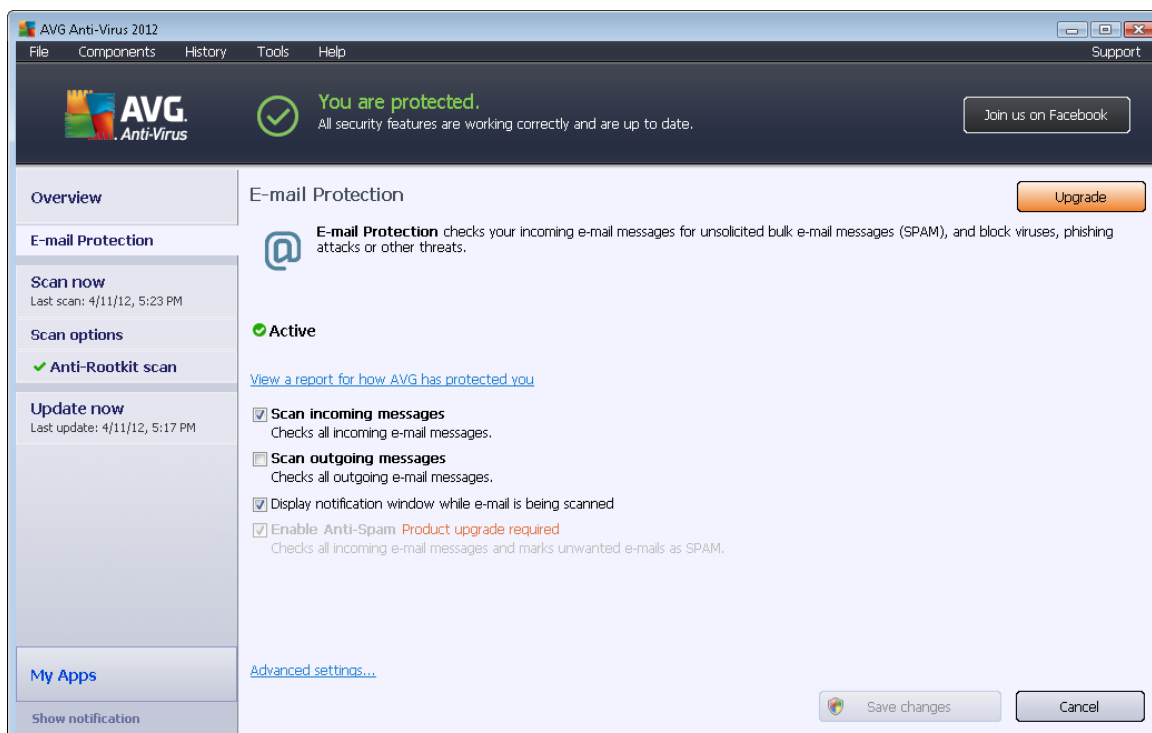 AVG Anti-Virus 2012
File Components History Tools Help Support
AVG.
Anti-Virus
You are protected.
All security features are working correctly and are up to date.
Join us on Facebook
Overview
E-mail Protection
Scan now
Last scan: 4/11/12, 5:23 PM
Scan options
Anti-Rootkit scan
Update now
Last update: 4/11/12, 5:17 PM
My Apps
Show notification
E-mail Protection
Upgrade
@
E-mail Protection checks your incoming e-mail messages for unsolicited bulk e-mail messages (SPAM), and block viruses, phishing
attacks or other threats.
Active
View a report for how AVG has protected you
Scan incoming messages
Checks all incoming e-mail messages.
Scan outgoing messages
Checks all outgoing e-mail messages.
Display notification window while e-mail is being scanned
Enable Anti-Spam Product upgrade required
Checks all incoming e-mail messages and marks unwanted e-mails as SPAM.
Advanced settings...
Save changes
Cancel